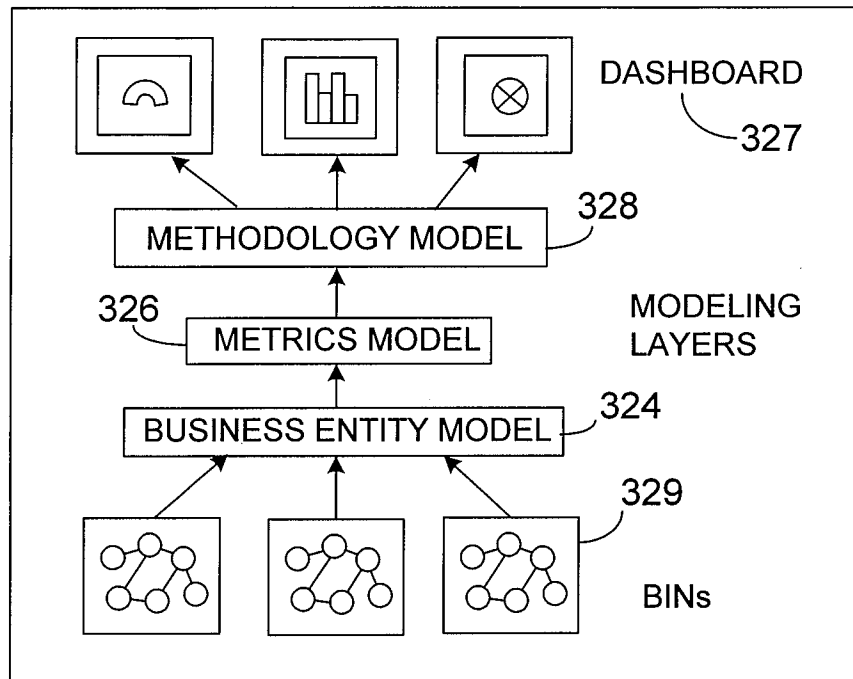 DASHBOARD
327
328
METHODOLOGY MODEL
326
METRICS MODEL
MODELING
LAYERS
324
BUSINESS ENTITY MODEL
329
BINs